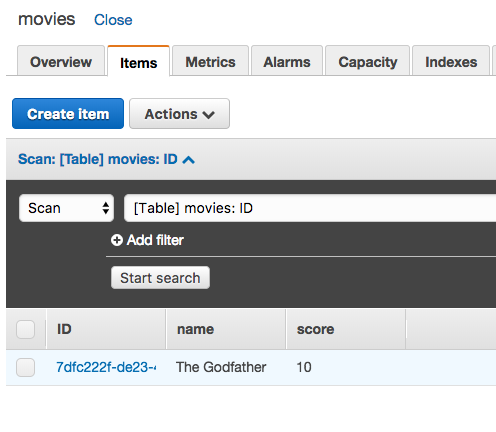 movies Close
Overview Items Metrics Alarms Capacity Indexes
Create item Actions
Scan: [Table] movies: ID
Scan [Table] movies: ID
Add filter
Start search
ID name score
7dfc222f-de23- The Godfather 10